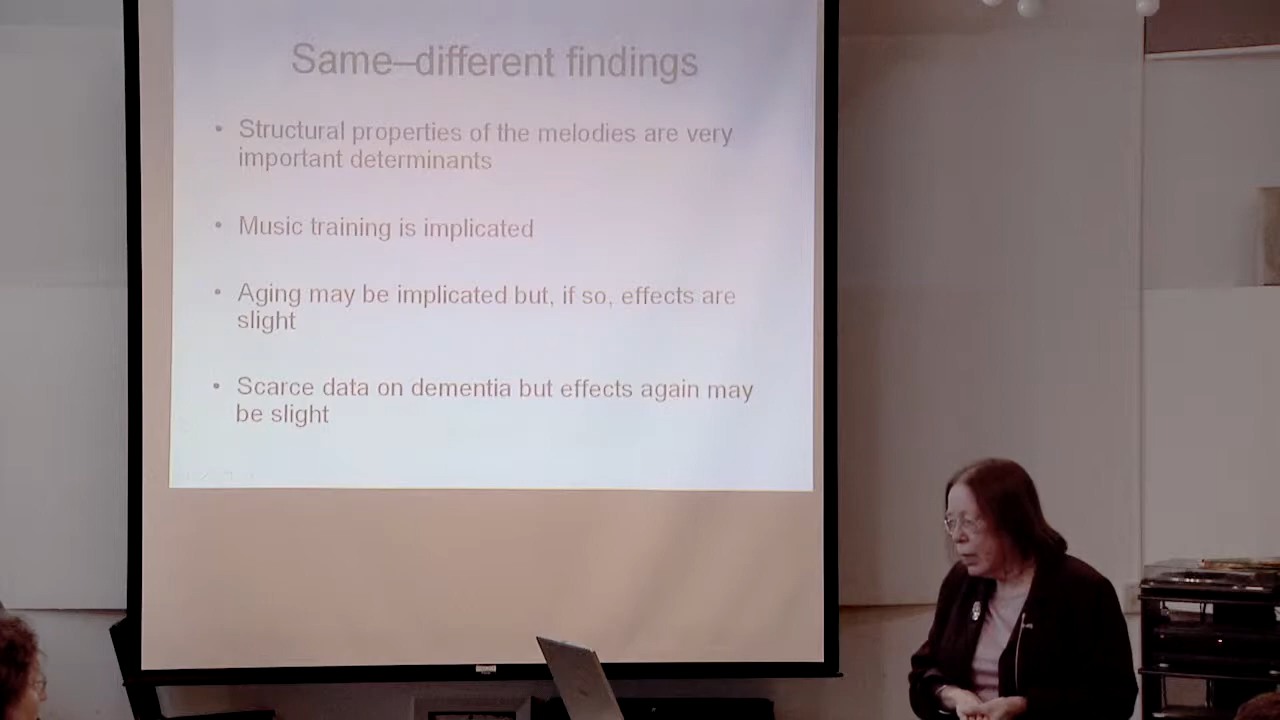 Same–different findings
• Structural properties of the melodies are very
important determinants
• Music training is implicated
• Aging may be implicated but, if so, effects are
slight
• Scarce data on dementia but effects again may
be slight